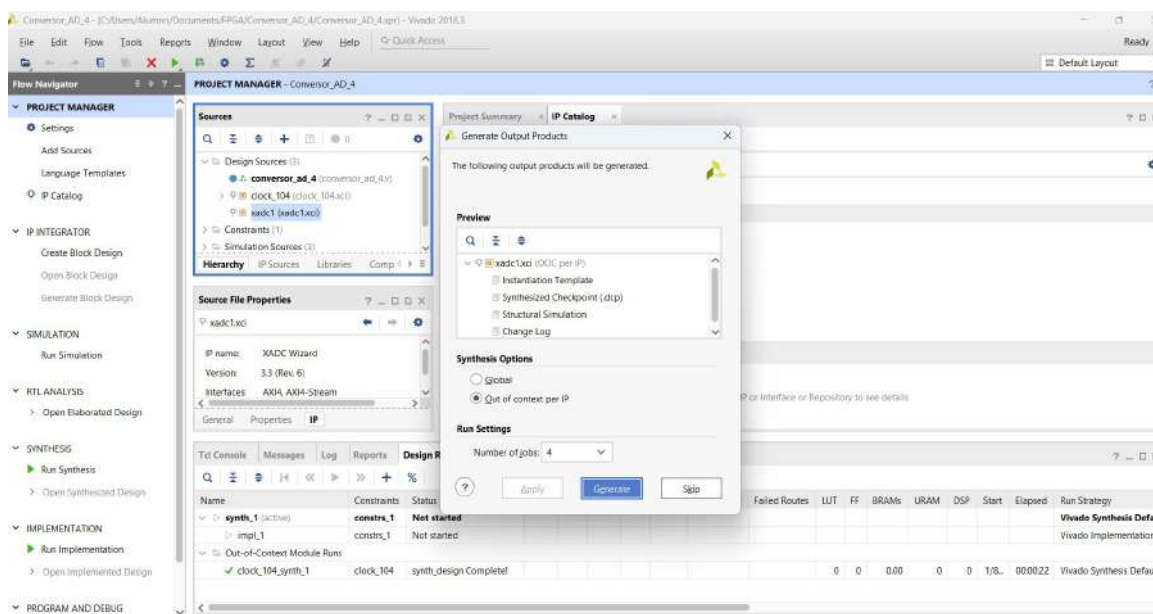 Conversor_AD_4 - [C:/Users/Alumno/Documents/FPGA/Conversor_AD_4/Conversor_AD_4.xpr] - Vivado 2018.3
File Edit Flow Tools Reports Window Layout View Help Quick Access
Ready
Default Layout
Flow Navigator
PROJECT MANAGER - Conversor_AD_4
PROJECT MANAGER
Settings
Add Sources
Language Templates
IP Catalog
IP INTEGRATOR
Create Block Design
Open Block Design
Generate Block Design
SIMULATION
Run Simulation
RTL ANALYSIS
Open Elaborated Design
SYNTHESIS
Run Synthesis
Open Synthesized Design
IMPLEMENTATION
Run Implementation
Open Implemented Design
PROGRAM AND DEBUG
Sources
0
Design Sources (3)
conversor_ad_4 (conversor_ad_4.v)
clock_104 (clock_104.xci)
xadc1 (xadc1.xci)
Constraints (1)
Simulation Sources (3)
Hierarchy IP Sources Libraries Comp
Source File Properties
xadc1.xci
IP name: XADC Wizard
Version: 3.3 (Rev. 6)
Interfaces: AXI4, AXI4-Stream
General Properties IP
Project Summary IP Catalog
IP or Interface or Repository to see details
Generate Output Products
The following output products will be generated.
Preview
xadc1.xci (OOC per IP)
Instantiation Template
Synthesized Checkpoint (.dcp)
Structural Simulation
Change Log
Synthesis Options
Global
Out of context per IP
Run Settings
Number of jobs: 4
? Apply Generate Skip
Tcl Console Messages Log Reports Design R
Name Constraints Status Failed Routes LUT FF BRAMs URAM DSP Start Elapsed Run Strategy
synth_1 (active) constrs_1 Not started Vivado Synthesis Defa
impl_1 constrs_1 Not started Vivado Implementation
Out-of-Context Module Runs
clock_104_synth_1 clock_104 synth_design Complete! 0 0 0.00 0 0 1/8... 00:00:22 Vivado Synthesis Defau